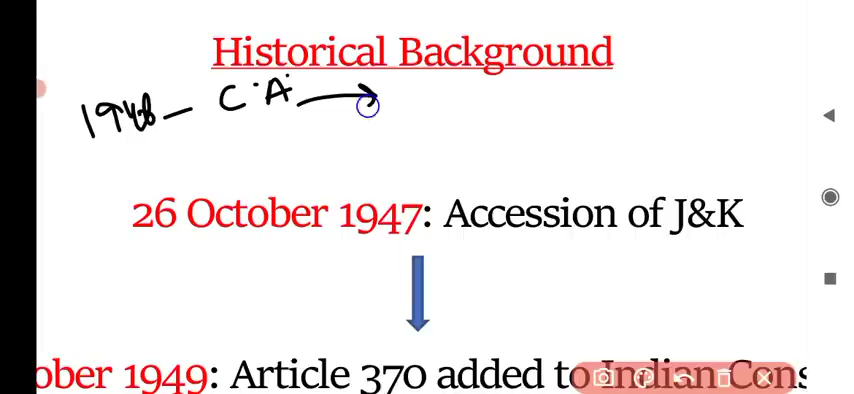 Historical Background
1948 - C.A.
26 October 1947: Accession of J&K
ober 1949: Article 370 added to Indian Cons